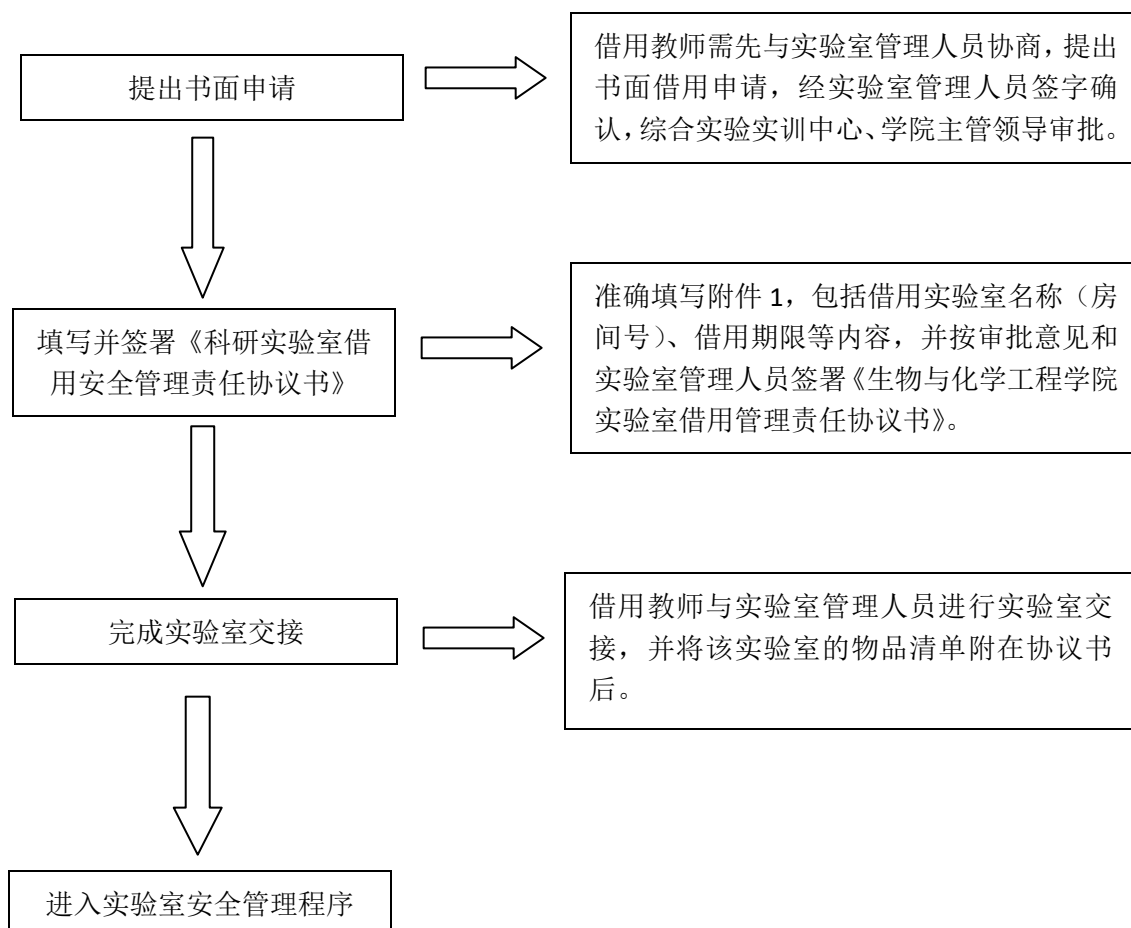 提出书面申请
借用教师需先与实验室管理人员协商，提出
书面借用申请，经实验室管理人员签字确
认，综合实验实训中心、学院主管领导审批。
填写并签署《科研实验室借
用安全管理责任协议书》
准确填写附件 1，包括借用实验室名称（房
间号）、借用期限等内容，并按审批意见和
实验室管理人员签署《生物与化学工程学院
实验室借用管理责任协议书》。
完成实验室交接
借用教师与实验室管理人员进行实验室交
接，并将该实验室的物品清单附在协议书
后。
进入实验室安全管理程序